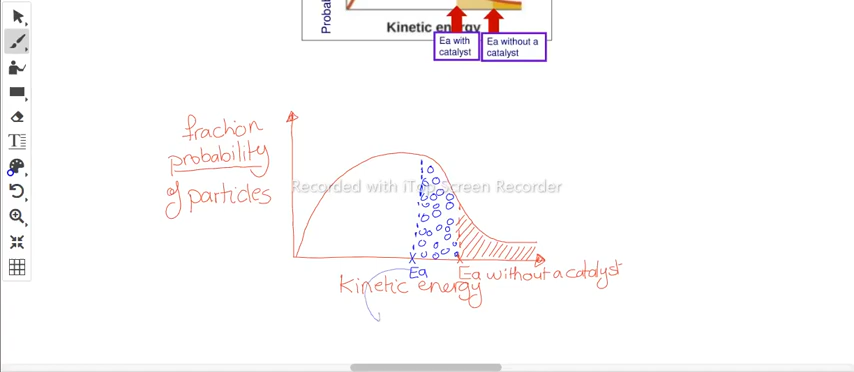 Probabi
Kinetic energy
Ea with
catalyst
Ea without a
catalyst
fraction
probability
of particles
Recorded with iTop Screen Recorder
Ea
Ea without a catalyst
Kinetic energy
T